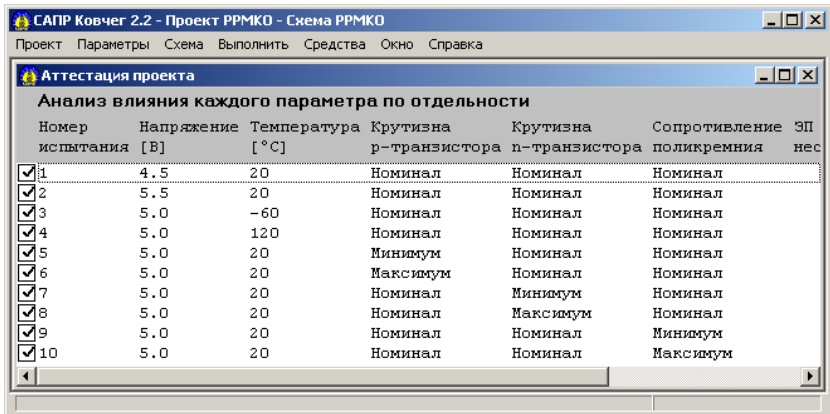 САПР Ковчег 2.2 - Проект РРМКО - Схема РРМКО
Проект Параметры Схема Выполнить Средства Окно Справка
Аттестация проекта
Анализ влияния каждого параметра по отдельности
Номер Напряжение Температура Крутизна Крутизна Сопротивление ЭП
испытания [В] [°C] p-транзистора n-транзистора поликремния нес
1 4.5 20 Номинал Номинал Номинал
2 5.5 20 Номинал Номинал Номинал
3 5.0 -60 Номинал Номинал Номинал
4 5.0 120 Номинал Номинал Номинал
5 5.0 20 Минимум Номинал Номинал
6 5.0 20 Максимум Номинал Номинал
7 5.0 20 Номинал Минимум Номинал
8 5.0 20 Номинал Максимум Номинал
9 5.0 20 Номинал Номинал Минимум
10 5.0 20 Номинал Номинал Максимум